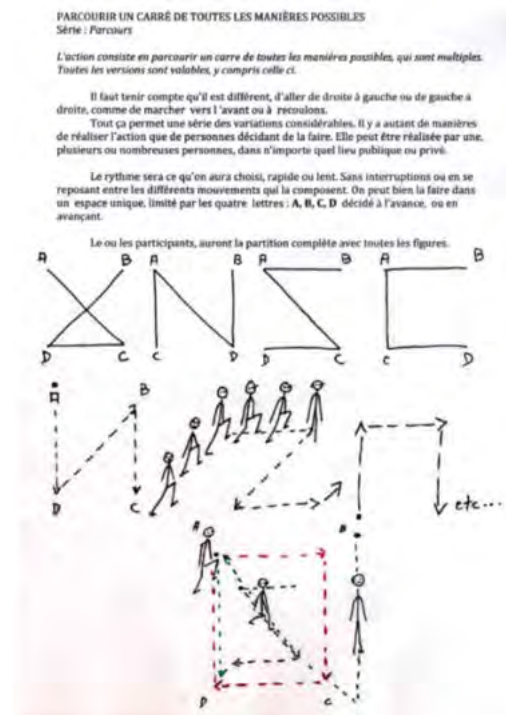 PARCOURIR UN CARRÉ DE TOUTES LES MANIÈRES POSSIBLES
Série : Parcours
L'action consiste en parcourir un carre de toutes les manières possibles, qui sont multiples.
Toutes les versions sont valables, y compris celle ci.
Il faut tenir compte qu'il est différent, d'aller de droite à gauche ou de gauche à
droite, comme de marcher vers l'avant ou à reculons.
Tout ça permet une série des variations considérables. Il y a autant de manières
de réaliser l'action que de personnes décidant de la faire. Elle peut être réalisée par une,
plusieurs ou nombreuses personnes, dans n'importe quel lieu publique ou privé.
Le rythme sera ce qu'on aura choisi, rapide ou lent. Sans interruptions ou en se
reposant entre les différents mouvements qui la composent. On peut bien la faire dans
un espace unique, limité par les quatre lettres : A, B, C, D décidé à l'avance, ou en
avançant.
Le ou les participants, auront la partition complète avec toutes les figures.
A B A B A B A B
D C C D D C C D
A B
D C
etc...
A
D C